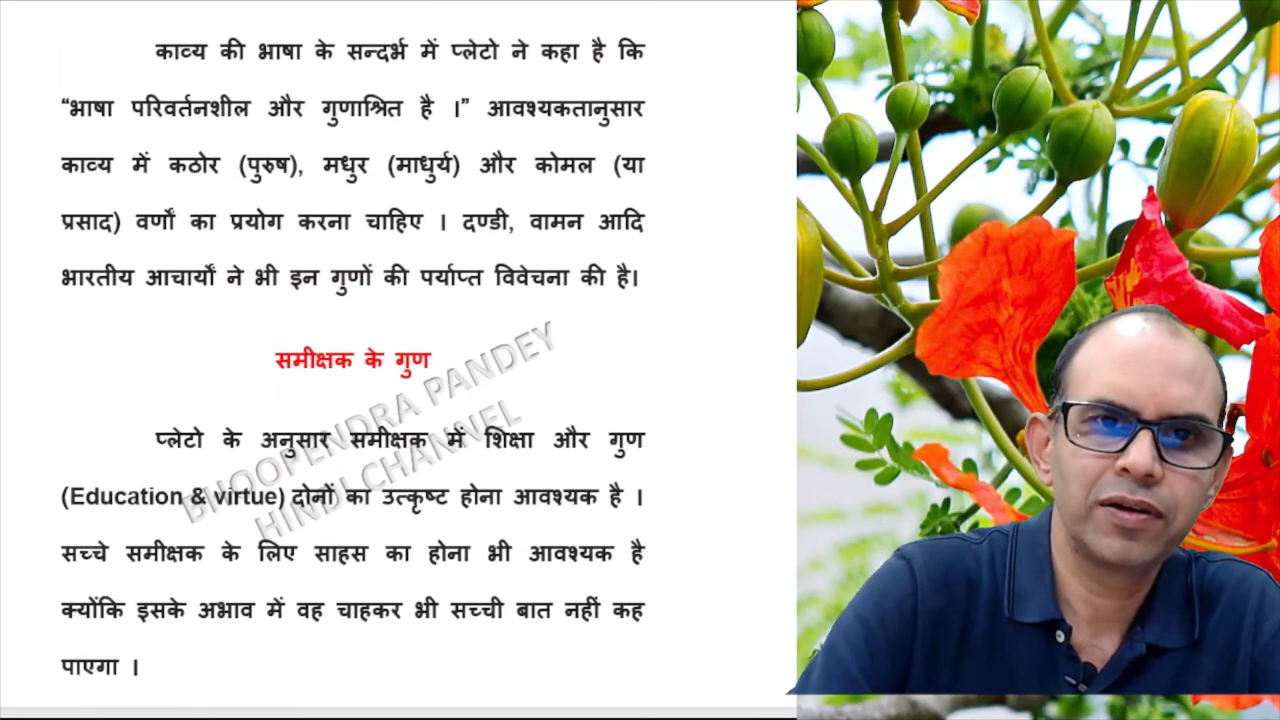 काव्य की भाषा के सन्दर्भ में प्लेटो ने कहा है कि
“भाषा परिवर्तनशील और गुणाश्रित है ।” आवश्यकतानुसार
काव्य में कठोर (पुरुष), मधुर (माधुर्य) और कोमल (या
प्रसाद) वर्णों का प्रयोग करना चाहिए । दण्डी, वामन आदि
भारतीय आचार्यों ने भी इन गुणों की पर्याप्त विवेचना की है।
समीक्षक के गुण
प्लेटो के अनुसार समीक्षक में शिक्षा और गुण
(Education & virtue) दोनों का उत्कृष्ट होना आवश्यक है ।
सच्चे समीक्षक के लिए साहस का होना भी आवश्यक है
क्योंकि इसके अभाव में वह चाहकर भी सच्ची बात नहीं कह
पाएगा ।
BHOOPENDRA PANDEY
HINDI CHANNEL